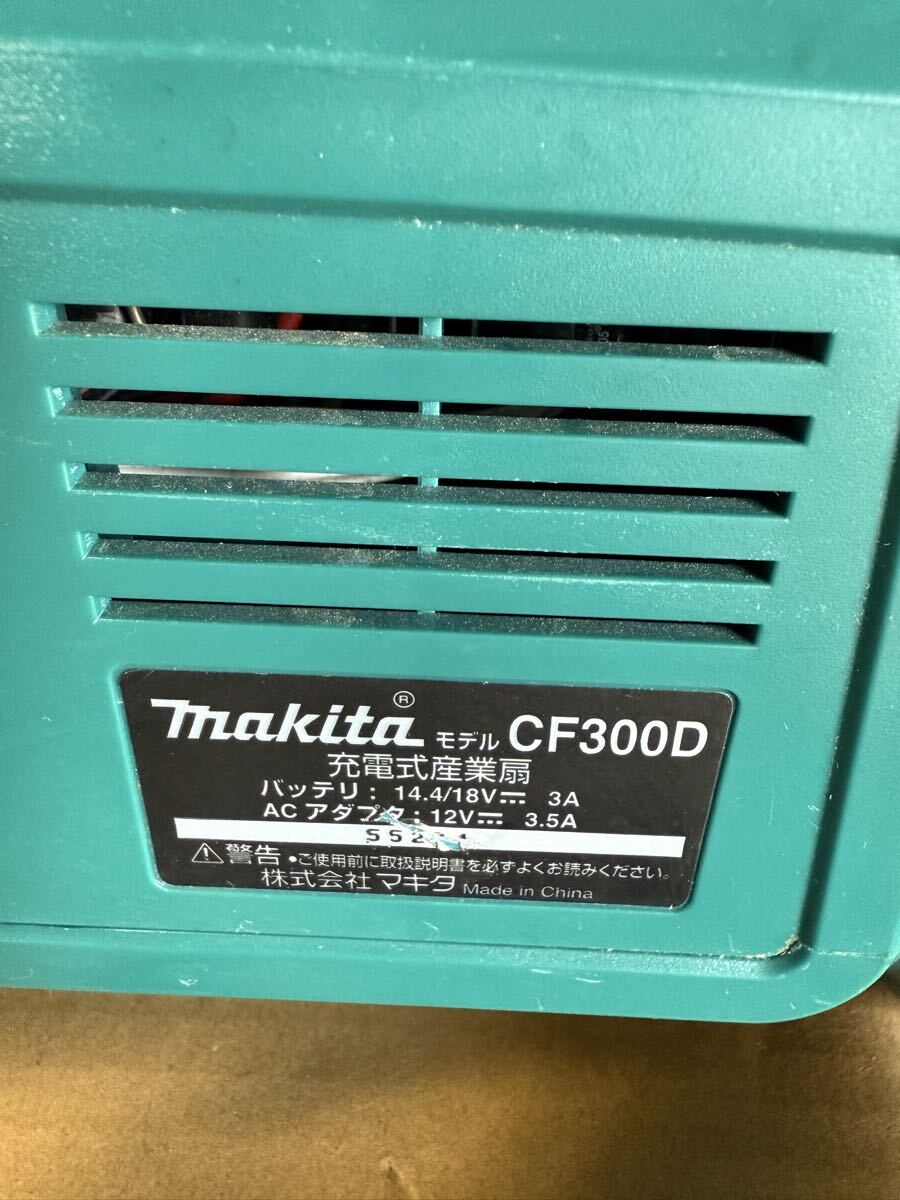 makita® モデル CF300D
充電式産業扇
バッテリ： 14.4/18V⎓ 3A
AC アダプタ： 12V⎓ 3.5A
⚠警告 •ご使用前に取扱説明書を必ずよくお読みください。
株式会社マキタ Made in China